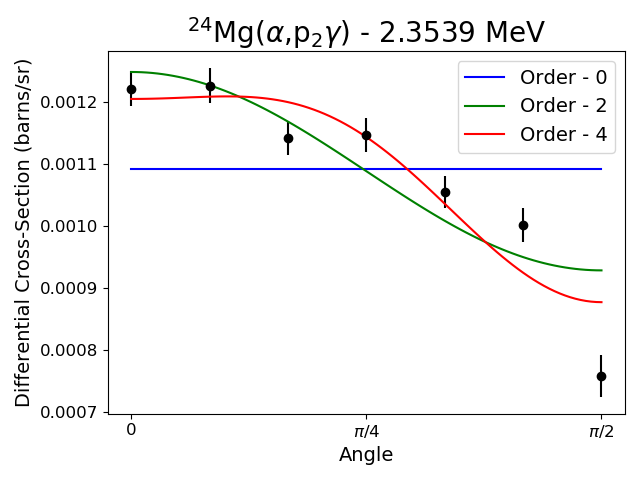 ²⁴Mg(α,p₂γ) - 2.3539 MeV
Order - 0
Order - 2
Order - 4
Differential Cross-Section (barns/sr)
0.0012
0.0011
0.0010
0.0009
0.0008
0.0007
0
π/4
π/2
Angle